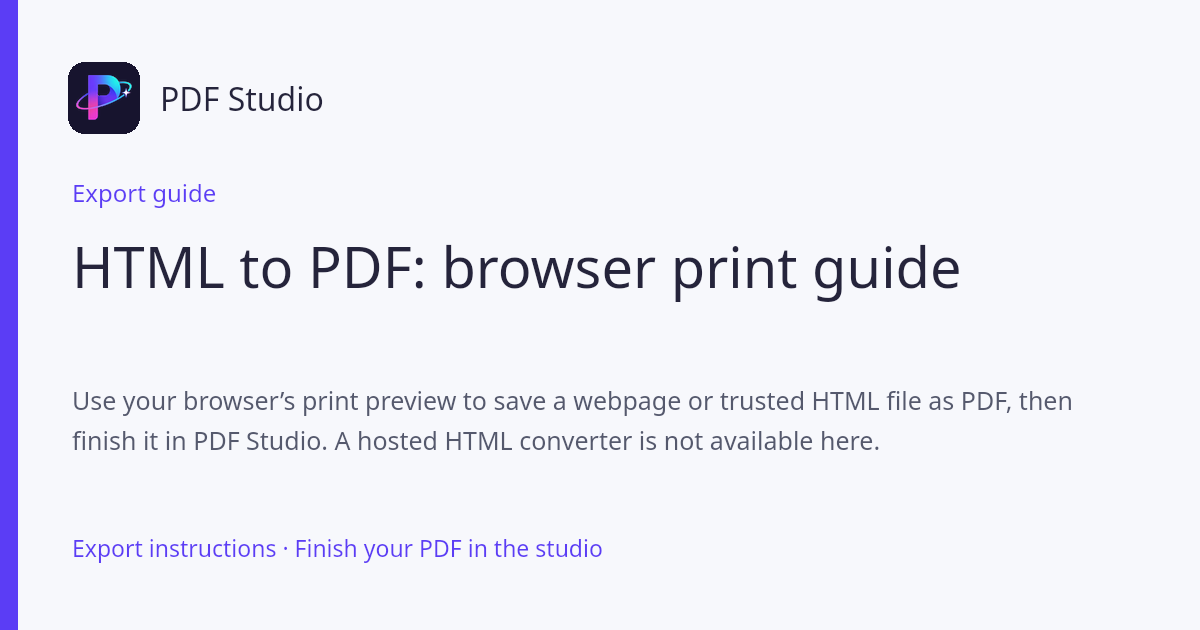 PDF Studio
Export guide
HTML to PDF: browser print guide
Use your browser’s print preview to save a webpage or trusted HTML file as PDF, then
finish it in PDF Studio. A hosted HTML converter is not available here.
Export instructions · Finish your PDF in the studio